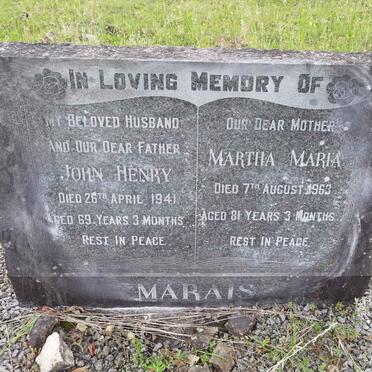 IN LOVING MEMORY OF
MY BELOVED HUSBAND
AND OUR DEAR FATHER
JOHN HENRY
DIED 26TH APRIL 1941
AGED 69 YEARS 3 MONTHS
REST IN PEACE.
OUR DEAR MOTHER
MARTHA MARIA
DIED 7TH AUGUST 1963
AGED 81 YEARS 3 MONTHS
REST IN PEACE.
MARAIS